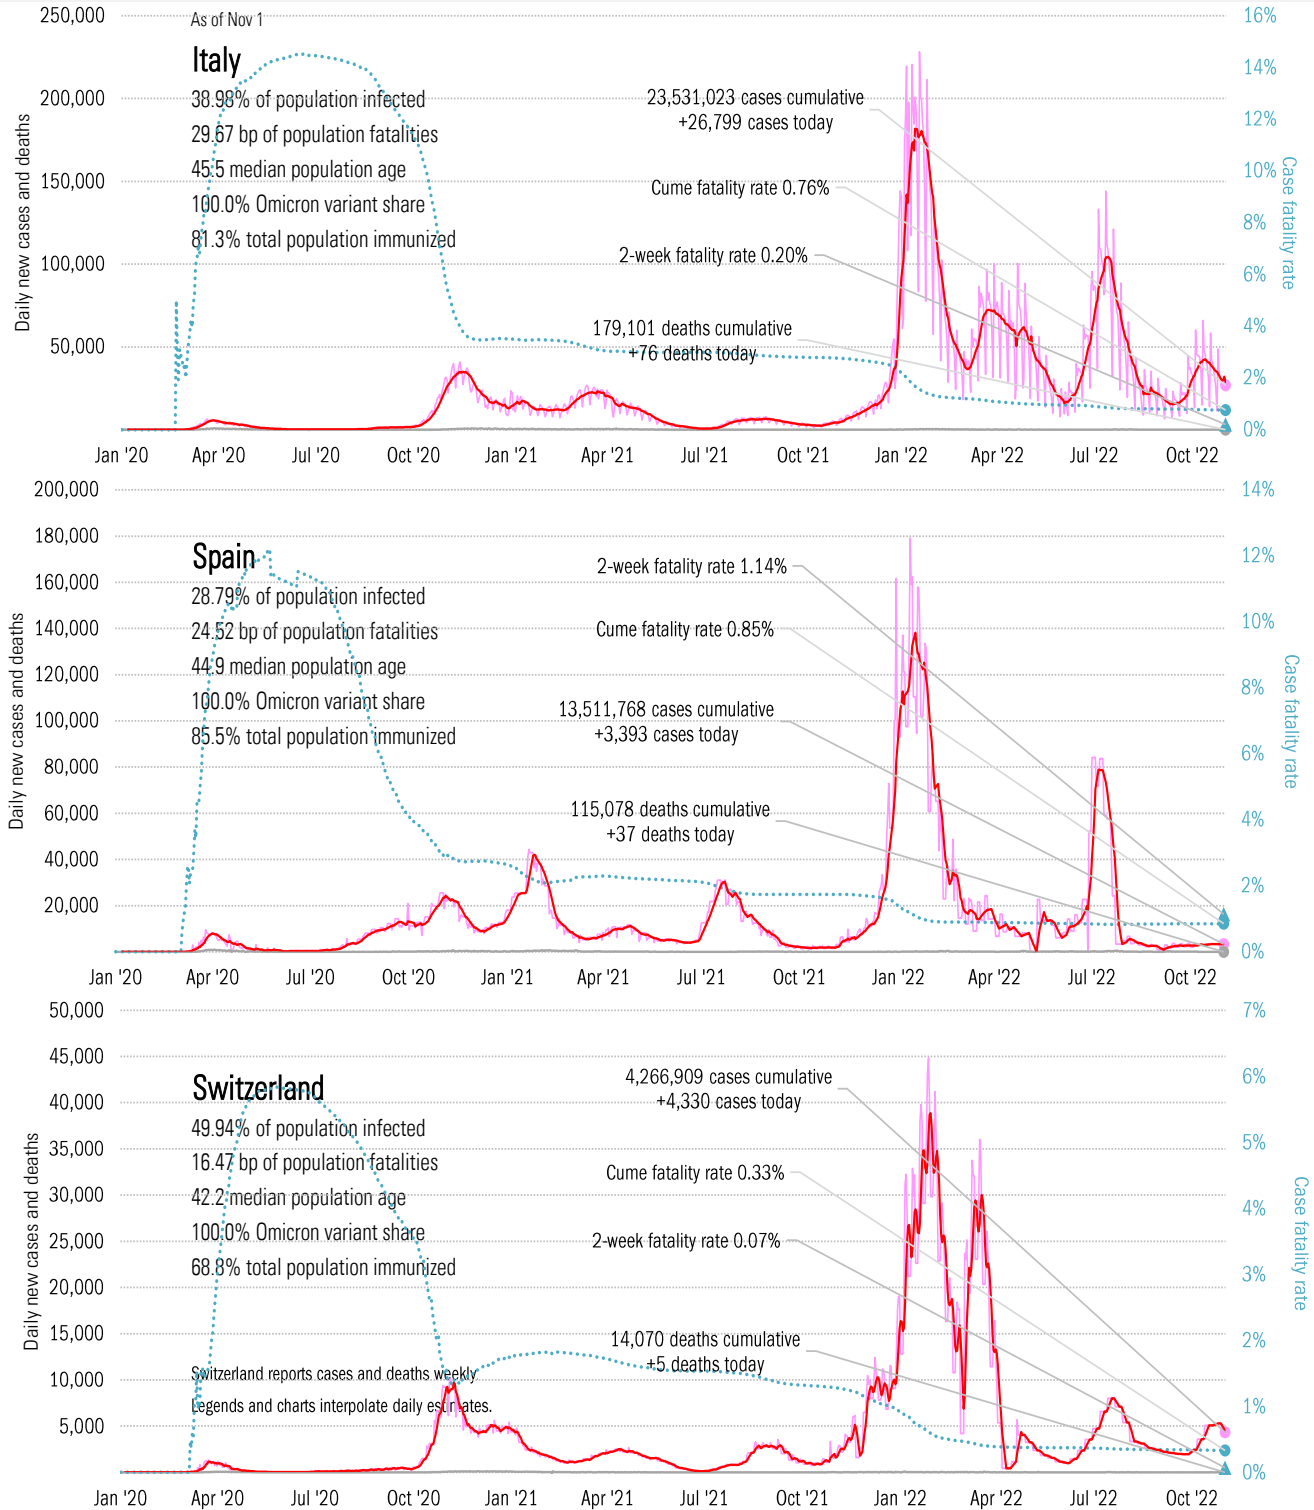 250,000
As of Nov 1
16%
Italy
14%
38.98% of population infected
200,000
23,531,023 cases cumulative
+26,799 cases today
12%
29.67 bp of population fatalities
45.5 median population age
10%
150,000
Cume fatality rate 0.76%
100.0% Omicron variant share
8%
81.3% total population immunized
2-week fatality rate 0.20%
100,000
6%
179,101 deaths cumulative
+76 deaths today
4%
50,000
2%
0%
Daily new cases and deaths
Case fatality rate
Jan '20 Apr '20 Jul '20 Oct '20 Jan '21 Apr '21 Jul '21 Oct '21 Jan '22 Apr '22 Jul '22 Oct '22
200,000
14%
180,000
Spain
12%
2-week fatality rate 1.14%
160,000
28.79% of population infected
10%
140,000
24.52 bp of population fatalities
Cume fatality rate 0.85%
44.9 median population age
120,000
8%
100.0% Omicron variant share
13,511,768 cases cumulative
+3,393 cases today
100,000
85.5% total population immunized
6%
80,000
115,078 deaths cumulative
+37 deaths today
60,000
4%
40,000
2%
20,000
0%
Daily new cases and deaths
Case fatality rate
Jan '20 Apr '20 Jul '20 Oct '20 Jan '21 Apr '21 Jul '21 Oct '21 Jan '22 Apr '22 Jul '22 Oct '22
50,000
7%
45,000
Switzerland
4,266,909 cases cumulative
+4,330 cases today
6%
40,000
49.94% of population infected
35,000
5%
16.47 bp of population fatalities
Cume fatality rate 0.33%
30,000
42.2 median population age
4%
25,000
100.0% Omicron variant share
2-week fatality rate 0.07%
68.8% total population immunized
3%
20,000
15,000
14,070 deaths cumulative
+5 deaths today
2%
10,000
Switzerland reports cases and deaths weekly
Legends and charts interpolate daily estimates.
1%
5,000
0%
Daily new cases and deaths
Case fatality rate
Jan '20 Apr '20 Jul '20 Oct '20 Jan '21 Apr '21 Jul '21 Oct '21 Jan '22 Apr '22 Jul '22 Oct '22